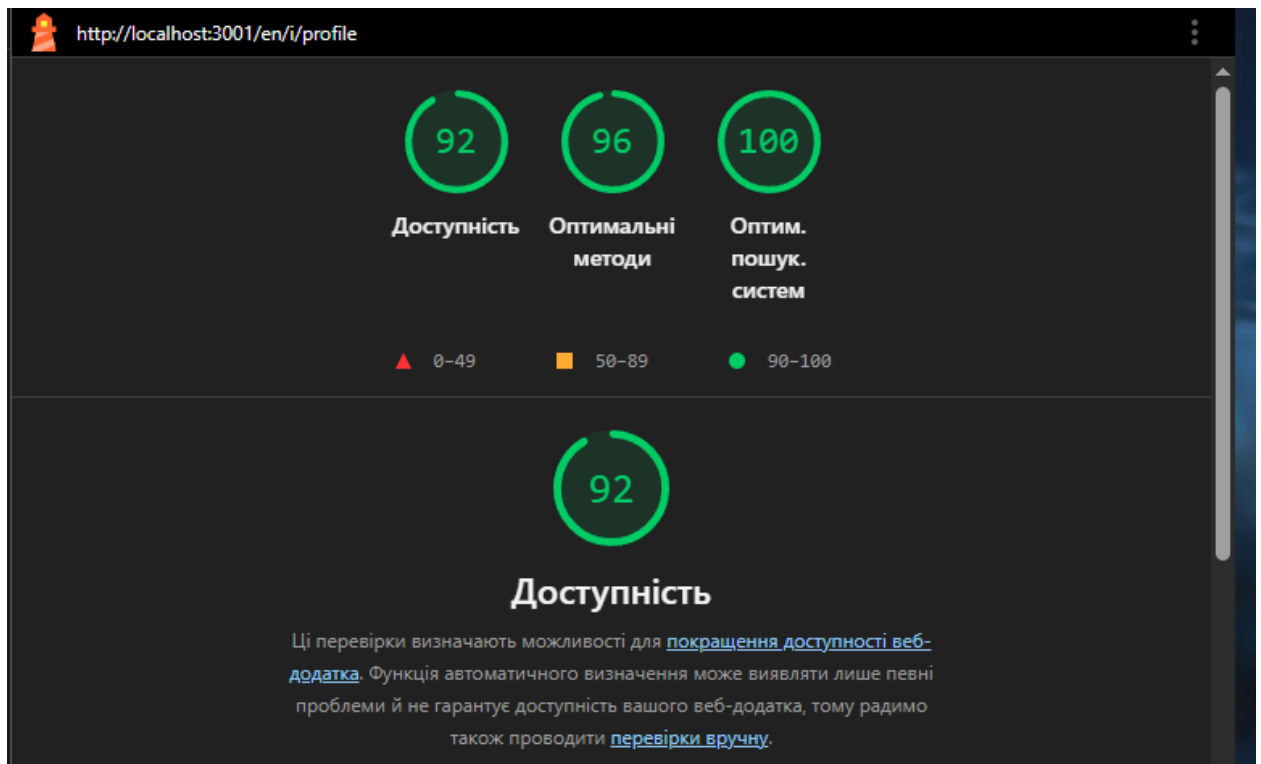 http://localhost:3001/en/i/profile
92
96
100
Доступність
Оптимальні
методи
Оптим.
пошук.
систем
0–49
50–89
90–100
92
Доступність
Ці перевірки визначають можливості для покращення доступності веб-
додатка. Функція автоматичного визначення може виявляти лише певні
проблеми й не гарантує доступність вашого веб-додатка, тому радимо
також проводити перевірки вручну.